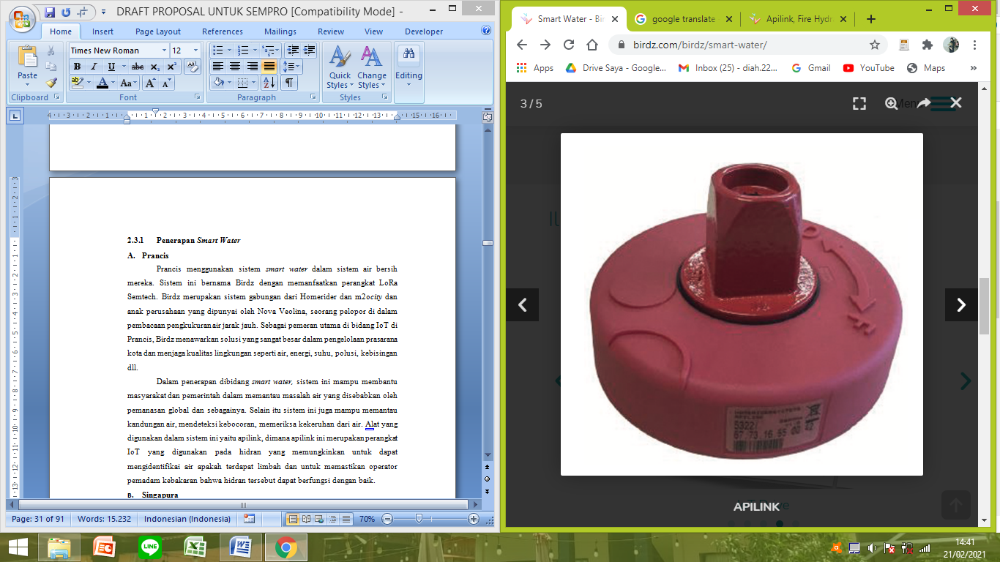 DRAFT PROPOSAL UNTUK SEMPRO [Compatibility Mode] -
Home Insert Page Layout References Mailings Review View Developer
Times New Roman 12
Paste
Quick Styles
Change Styles
Editing
Clipboard Font Paragraph Styles
2.3.1 Penerapan Smart Water
A. Prancis
Prancis menggunakan sistem smart water dalam sistem air bersih
mereka. Sistem ini bernama Birdz dengan memanfaatkan perangkat LoRa
Semtech. Birdz merupakan sistem gabungan dari Homerider dan m2ocity dan
anak perusahaan yang dipunyai oleh Nova Veolina, seorang pelopor di dalam
pembacaan pengkukuran air jarak jauh. Sebagai pemeran utama di bidang IoT di
Prancis, Birdz menawarkan solusi yang sangat besar dalam pengelolaan prasarana
kota dan menjaga kualitas lingkungan seperti air, energi, suhu, polusi, kebisingan
dll.
Dalam penerapan dibidang smart water, sistem ini mampu membantu
masyarakat dan pemerintah dalam memantau masalah air yang disebabkan oleh
pemanasan global dan sebagainya. Selain itu sistem ini juga mampu memantau
kandungan air, mendeteksi kebocoran, memeriksa kekeruhan dari air. Alat yang
digunakan dalam sistem ini yaitu apilink, dimana apilink ini merupakan perangkat
IoT yang digunakan pada hidran yang memungkinkan untuk dapat
mengidentifikai air apakah terdapat limbah dan untuk memastikan operator
pemadam kebakaran bahwa hidran tersebut dapat berfungsi dengan baik.
B. Singapura
Page: 31 of 91 Words: 15.232 Indonesian (Indonesia) 70%
Smart Water - Bir
google translate
Apilink, Fire Hydr
birdz.com/birdz/smart-water/
Apps Drive Saya - Google... Inbox (25) - diah.22... Gmail YouTube Maps »
3 / 5
Menu
O
F
S322
67 73 16 55 00
APILINK
LINE
14:41
21/02/2021